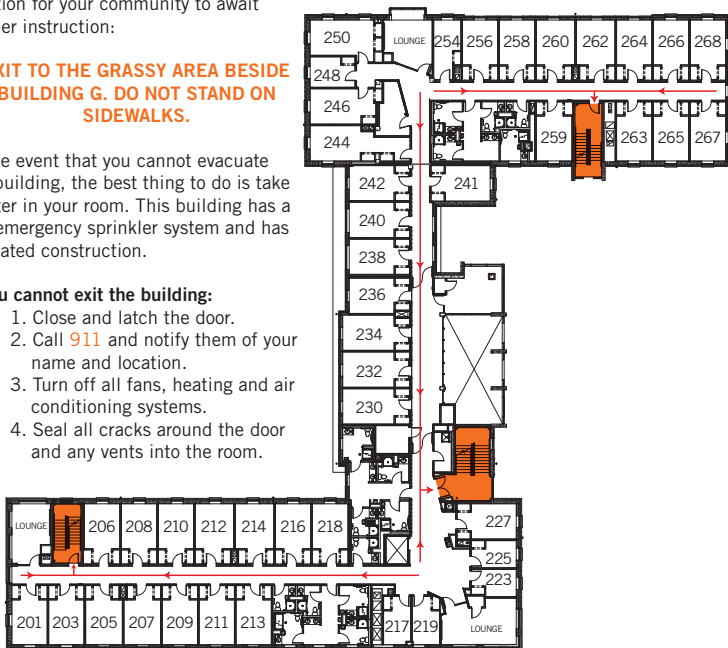 tion for your community to await
er instruction:
XIT TO THE GRASSY AREA BESIDE
BUILDING G. DO NOT STAND ON
SIDEWALKS.
e event that you cannot evacuate
building, the best thing to do is take
ter in your room. This building has a
emergency sprinkler system and has
ated construction.
u cannot exit the building:
1. Close and latch the door.
2. Call 911 and notify them of your
name and location.
3. Turn off all fans, heating and air
conditioning systems.
4. Seal all cracks around the door
and any vents into the room.
250
LOUNGE
254
256
258
260
262
264
266
268
248
246
244
259
263
265
267
242
241
240
238
236
234
232
230
LOUNGE
206
208
210
212
214
216
218
227
225
223
201
203
205
207
209
211
213
217
219
LOUNGE